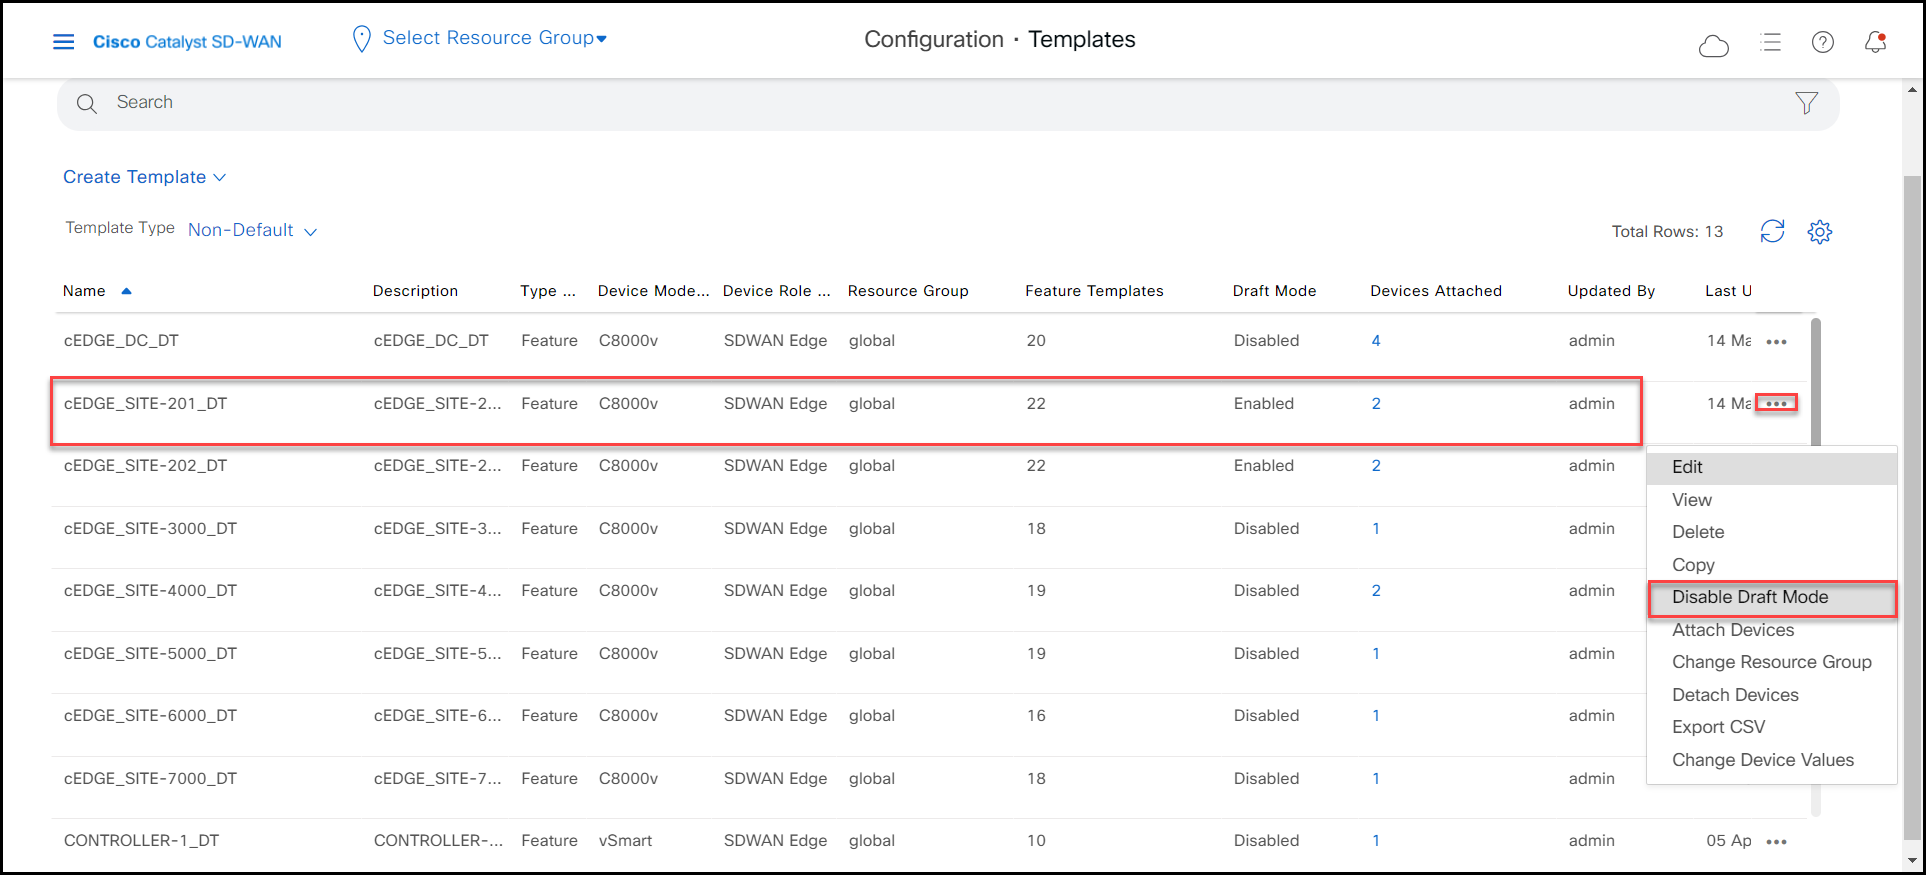 Cisco Catalyst SD-WAN Select Resource Group Configuration · Templates
Search
Create Template
Template Type Non-Default Total Rows: 13
Name Description Type ... Device Mode... Device Role ... Resource Group Feature Templates Draft Mode Devices Attached Updated By Last U
cEDGE_DC_DT cEDGE_DC_DT Feature C8000v SDWAN Edge global 20 Disabled 4 admin 14 Ma ...
cEDGE_SITE-201_DT cEDGE_SITE-2... Feature C8000v SDWAN Edge global 22 Enabled 2 admin 14 Ma ...
cEDGE_SITE-202_DT cEDGE_SITE-2... Feature C8000v SDWAN Edge global 22 Enabled 2 admin
cEDGE_SITE-3000_DT cEDGE_SITE-3... Feature C8000v SDWAN Edge global 18 Disabled 1 admin
cEDGE_SITE-4000_DT cEDGE_SITE-4... Feature C8000v SDWAN Edge global 19 Disabled 2 admin
cEDGE_SITE-5000_DT cEDGE_SITE-5... Feature C8000v SDWAN Edge global 19 Disabled 1 admin
cEDGE_SITE-6000_DT cEDGE_SITE-6... Feature C8000v SDWAN Edge global 16 Disabled 1 admin
cEDGE_SITE-7000_DT cEDGE_SITE-7... Feature C8000v SDWAN Edge global 18 Disabled 1 admin
CONTROLLER-1_DT CONTROLLER-... Feature vSmart SDWAN Edge global 10 Disabled 1 admin 05 Ap ...
Edit
View
Delete
Copy
Disable Draft Mode
Attach Devices
Change Resource Group
Detach Devices
Export CSV
Change Device Values